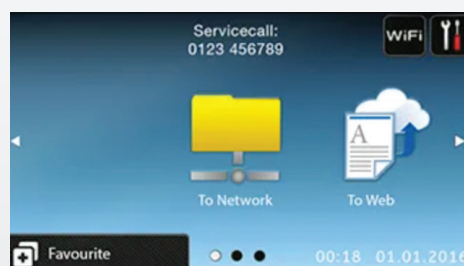 Servicecall:
0123 456789
WiFi
A
To Network
To Web
Favourite
00:18 01.01.2016